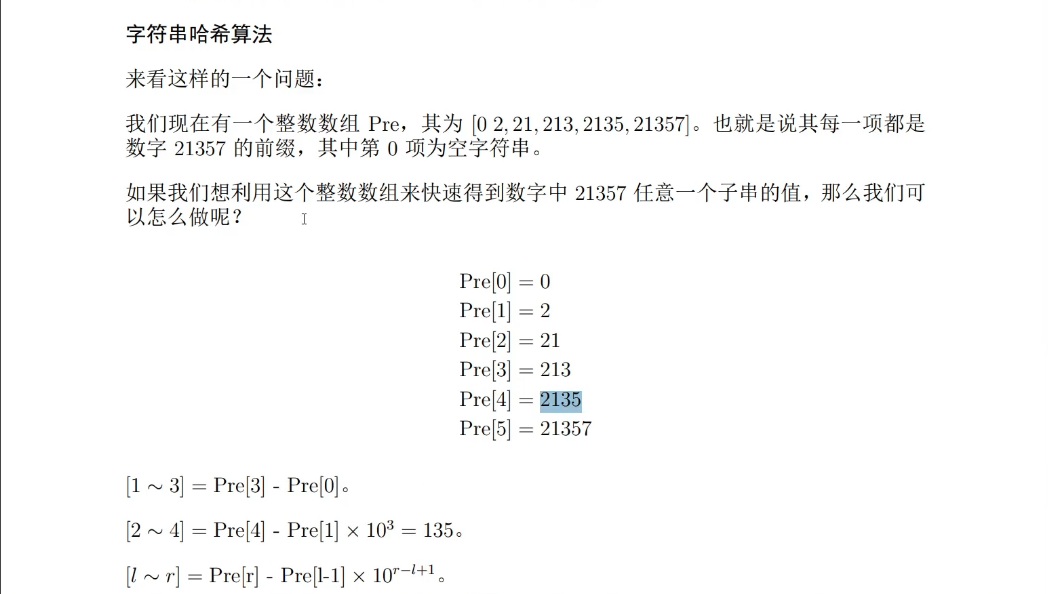 字符串哈希算法
来看这样的一个问题：
我们现在有一个整数数组 Pre，其为 [0 2, 21, 213, 2135, 21357]。也就是说其每一项都是
数字 21357 的前缀，其中第 0 项为空字符串。
如果我们想利用这个整数数组来快速得到数字中 21357 任意一个子串的值，那么我们可
以怎么做呢？
Pre[0] = 0
Pre[1] = 2
Pre[2] = 21
Pre[3] = 213
Pre[4] = 2135
Pre[5] = 21357
[1 ∼ 3] = Pre[3] - Pre[0]。
[2 ∼ 4] = Pre[4] - Pre[1] × 10³ = 135。
[l ∼ r] = Pre[r] - Pre[l-1] × 10^{r−l+1}。